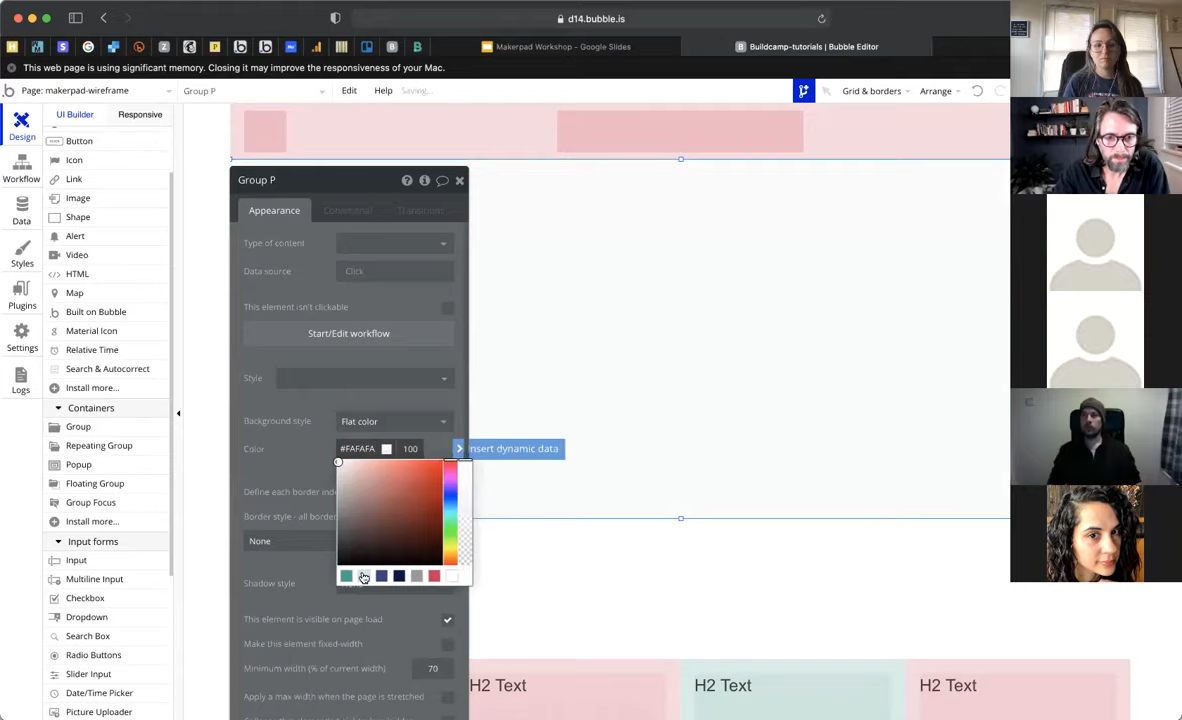 d14.bubble.is
Makerpad Workshop – Google Slides
Buildcamp-tutorials | Bubble Editor
This web page is using significant memory. Closing it may improve the responsiveness of your Mac.
Page: makerpad-wireframe
Group P
Edit
Help
Saving...
Grid & borders
Arrange
Design
Workflow
Data
Styles
Plugins
Settings
Logs
UI Builder
Responsive
Button
Icon
Link
Image
Shape
Alert
Video
HTML
Map
Built on Bubble
Material Icon
Relative Time
Search & Autocorrect
Install more...
Containers
Group
Repeating Group
Popup
Floating Group
Group Focus
Install more...
Input forms
Input
Multiline Input
Checkbox
Dropdown
Search Box
Radio Buttons
Slider Input
Date/Time Picker
Picture Uploader
Group P
Appearance
Conditional
Transitions
Type of content
Data source
Click
This element isn't clickable
Start/Edit workflow
Style
Background style
Flat color
Color
#FAFAFA
100
nsert dynamic data
Define each border inde
Border style - all border
None
Shadow style
This element is visible on page load
Make this element fixed-width
Minimum width (% of current width)
70
Apply a max width when the page is stretched
H2 Text
H2 Text
H2 Text